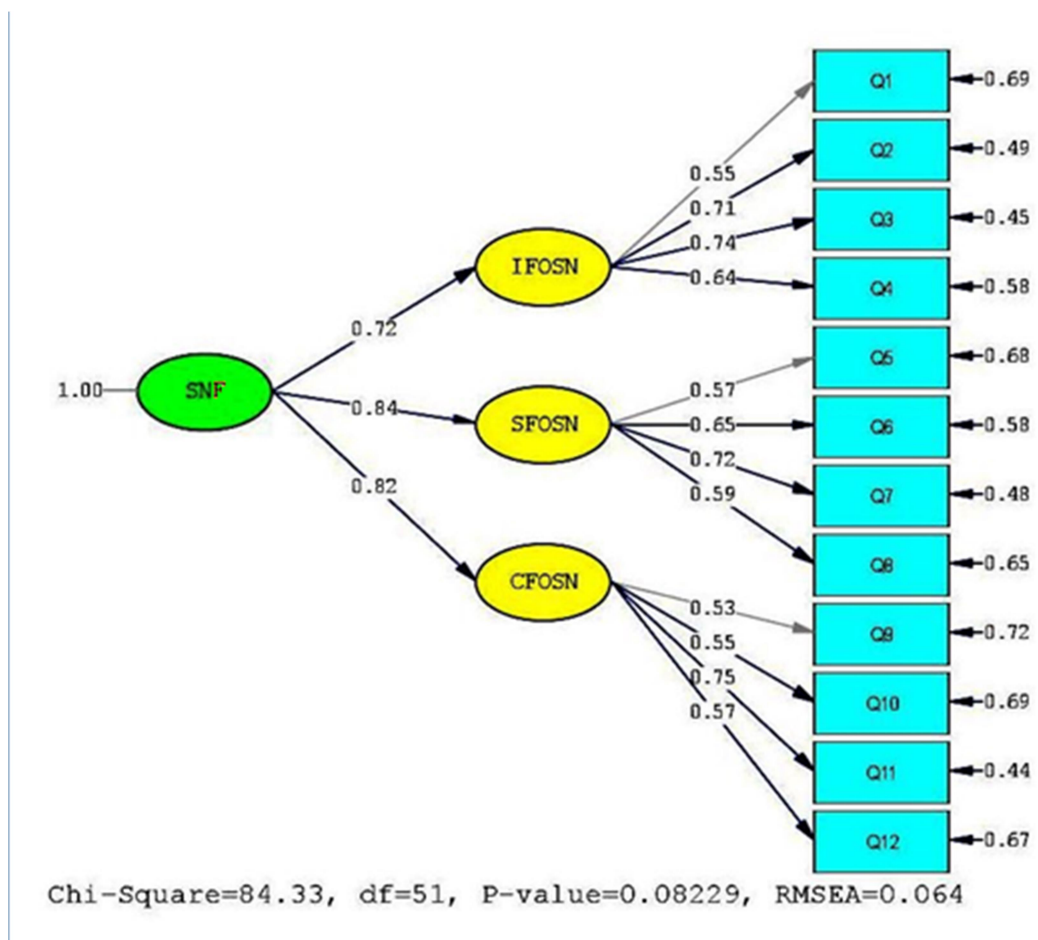 Q1
0.69
Q2
0.49
0.55
0.71
Q3
0.45
0.74
IFOSN
0.64
Q4
0.58
0.72
Q5
0.68
1.00
SNF
0.57
0.84
SFOSN
0.65
Q6
0.58
0.72
0.82
0.59
Q7
0.48
Q8
0.65
CFOSN
0.53
Q9
0.72
0.55
0.75
Q10
0.69
0.57
Q11
0.44
Q12
0.67
Chi-Square=84.33, df=51, P-value=0.08229, RMSEA=0.064